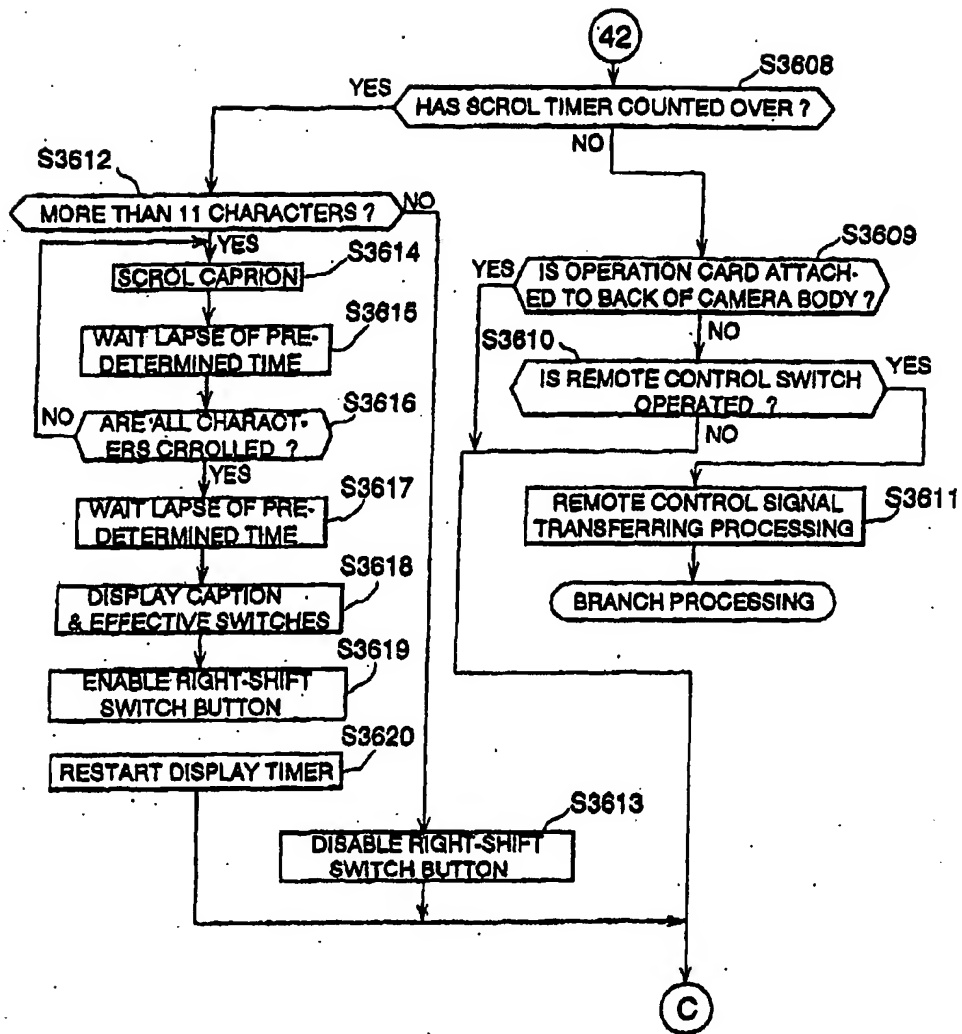 42
S3608
YES
HAS SCROL TIMER COUNTED OVER ?
NO
S3612
NO
MORE THAN 11 CHARACTERS ?
YES
S3614
SCROL CAPRION
S3615
WAIT LAPSE OF PRE-
DETERMINED TIME
S3616
NO
ARE ALL CHARACT-
ERS CRROLLED ?
YES
S3617
WAIT LAPSE OF PRE-
DETERMINED TIME
S3618
DISPLAY CAPTION
& EFFECTIVE SWITCHES
S3619
ENABLE RIGHT-SHIFT
SWITCH BUTTON
S3620
RESTART DISPLAY TIMER
S3613
DISABLE RIGHT-SHIFT
SWITCH BUTTON
S3609
YES
IS OPERATION CARD ATTACH-
ED TO BACK OF CAMERA BODY ?
NO
S3610
YES
IS REMOTE CONTROL SWITCH
OPERATED ?
NO
REMOTE CONTROL SIGNAL
TRANSFERRING PROCESSING
S3611
BRANCH PROCESSING
C